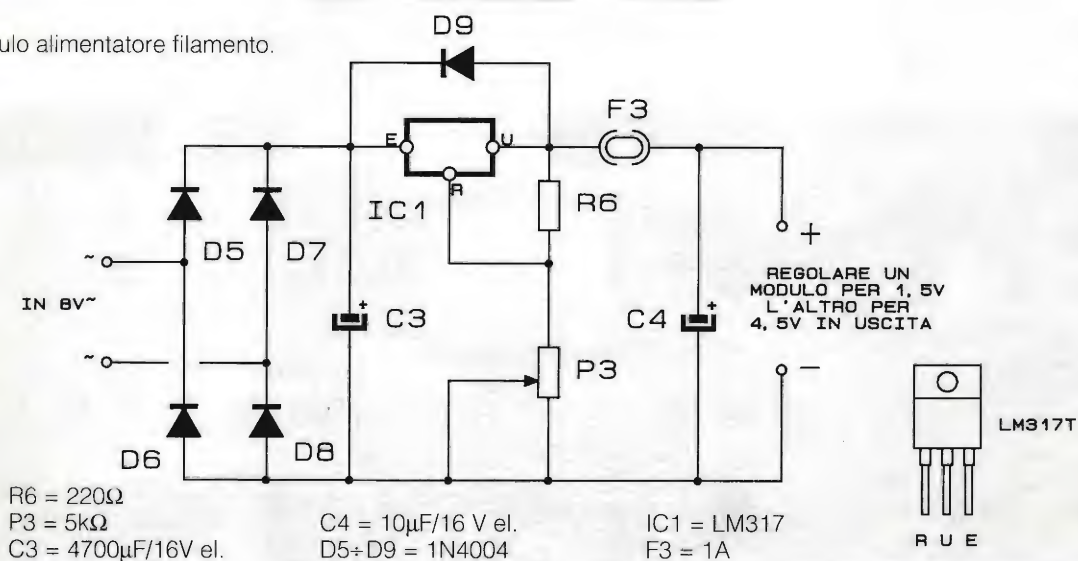 ulo alimentatore filamento.
D9
F3
E
U
R
IC1
R6
D5
D7
~
IN 8V~
~
C3
+
C4
+
+
REGOLARE UN
MODULO PER 1,5V
L'ALTRO PER
4,5V IN USCITA
P3
−
LM317T
D6
D8
R6 = 220Ω
P3 = 5kΩ
C3 = 4700µF/16V el.
C4 = 10µF/16 V el.
D5÷D9 = 1N4004
IC1 = LM317
F3 = 1A
R U E